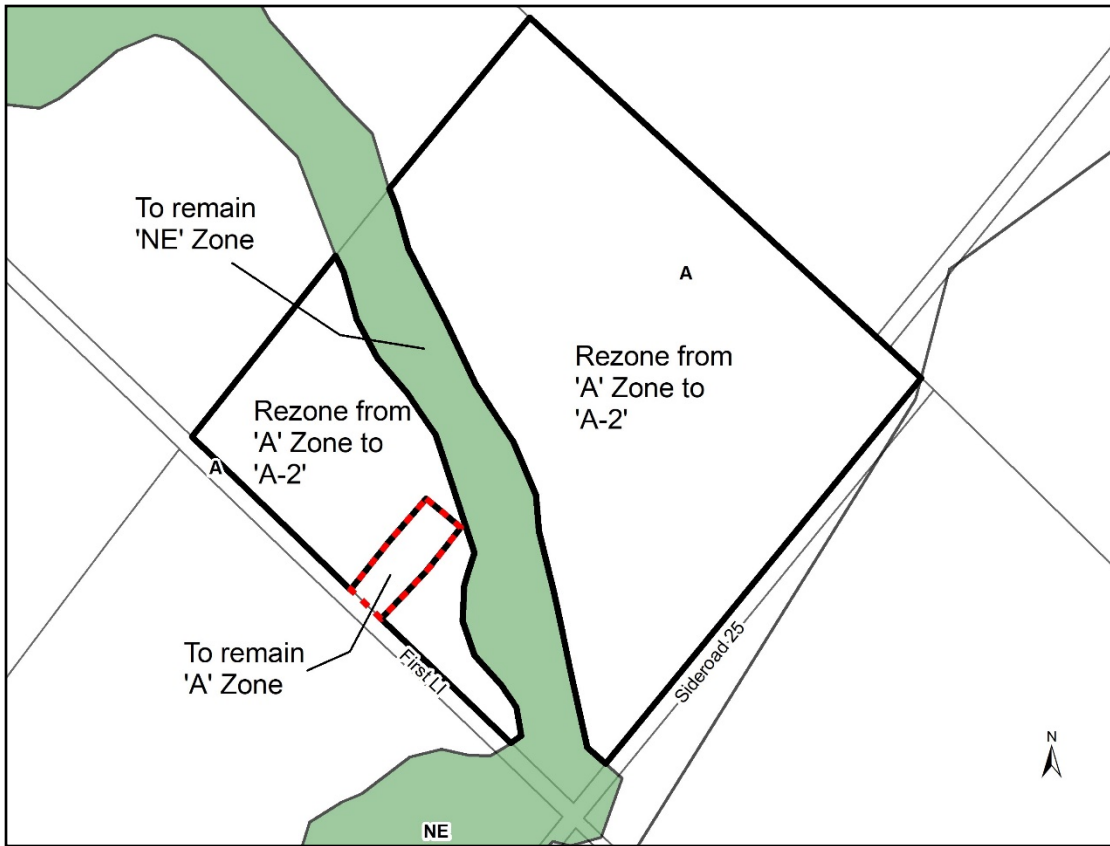 To remain
'NE' Zone
A
Rezone from
'A' Zone to
'A-2'
Rezone from
'A' Zone to
'A-2'
A
To remain
'A' Zone
First LI
Sideroad 25
N
NE